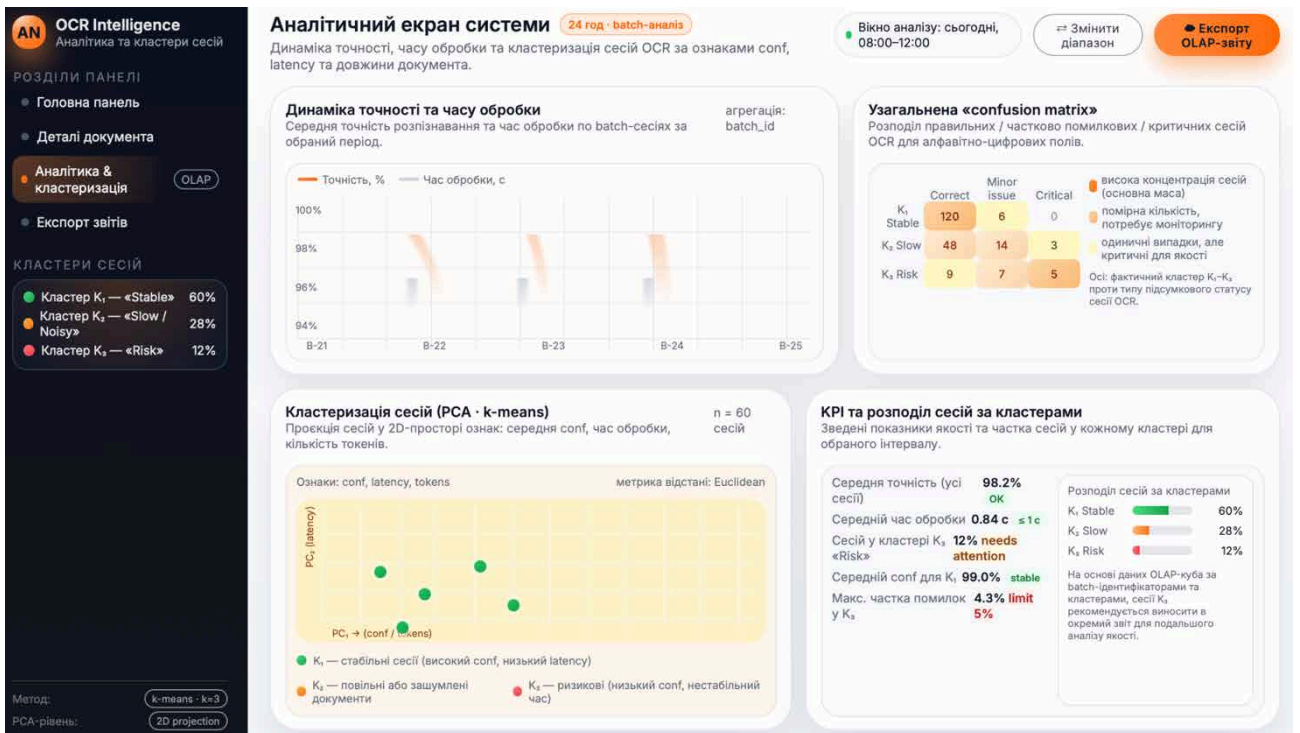 AN
OCR Intelligence
Аналітика та кластери сесій
РОЗДІЛИ ПАНЕЛІ
Головна панель
Деталі документа
Аналітика &
кластеризація
OLAP
Експорт звітів
КЛАСТЕРИ СЕСІЙ
Кластер K₁ — «Stable» 60%
Кластер K₂ — «Slow /
Noisy» 28%
Кластер K₃ — «Risk» 12%
Метод: k-means · k=3
PCA-рівень: 2D projection
Аналітичний екран системи
24 год · batch-аналіз
Динаміка точності, часу обробки та кластеризація сесій OCR за ознаками conf,
latency та довжини документа.
Вікно аналізу: сьогодні,
08:00–12:00
⇄ Змінити
діапазон
Експорт
OLAP-звіту
Динаміка точності та часу обробки
Середня точність розпізнавання та час обробки по batch-сесіях за
обраний період.
агрегація:
batch_id
Точність, % Час обробки, с
100%
98%
96%
94%
B-21 B-22 B-23 B-24 B-25
Узагальнена «confusion matrix»
Розподіл правильних / частково помилкових / критичних сесій
OCR для алфавітно-цифрових полів.
Correct Minor
issue Critical
K₁
Stable 120 6 0
K₂ Slow 48 14 3
K₃ Risk 9 7 5
висока концентрація сесій
(основна маса)
помірна кількість,
потребує моніторингу
одиничні випадки, але
критичні для якості
Осі: фактичний кластер K₁–K₃
проти типу підсумкового статусу
сесії OCR.
Кластеризація сесій (PCA · k-means)
Проєкція сесій у 2D-просторі ознак: середня conf, час обробки,
кількість токенів.
n = 60
сесій
Ознаки: conf, latency, tokens
метрика відстані: Euclidean
PC₂ (latency)
PC₁ → (conf /
K₁ — стабільні сесії (високий conf, низький latency)
K₂ — повільні або зашумлені
документи
K₃ — ризикові (низький conf, нестабільний
час)
KPI та розподіл сесій за кластерами
Зведені показники якості та частка сесій у кожному кластері для
обраного інтервалу.
Середня точність (усі
сесії) 98.2%
OK
Середній час обробки 0.84 с ≤ 1 с
Сесій у кластері K₃
«Risk» 12% needs
attention
Середній conf для K₁ 99.0% stable
Макс. частка помилок
у K₃ 4.3% limit
5%
Розподіл сесій за кластерами
K₁ Stable 60%
K₂ Slow 28%
K₃ Risk 12%
На основі даних OLAP-куба за
batch-ідентифікаторами та
кластерами, сесії K₃
рекомендується виносити в
окремий звіт для подальшого
аналізу якості.